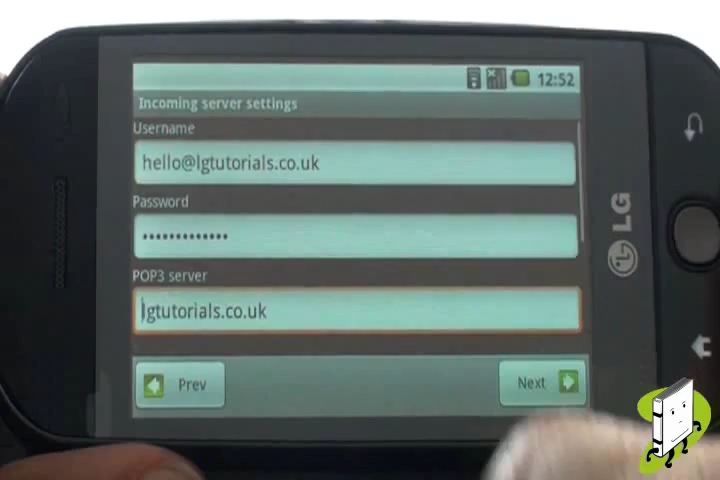 12:52
Incoming server settings
Username
hello@lgtutorials.co.uk
Password
•••••••••••••
POP3 server
lgtutorials.co.uk
Prev
Next
LG
LG